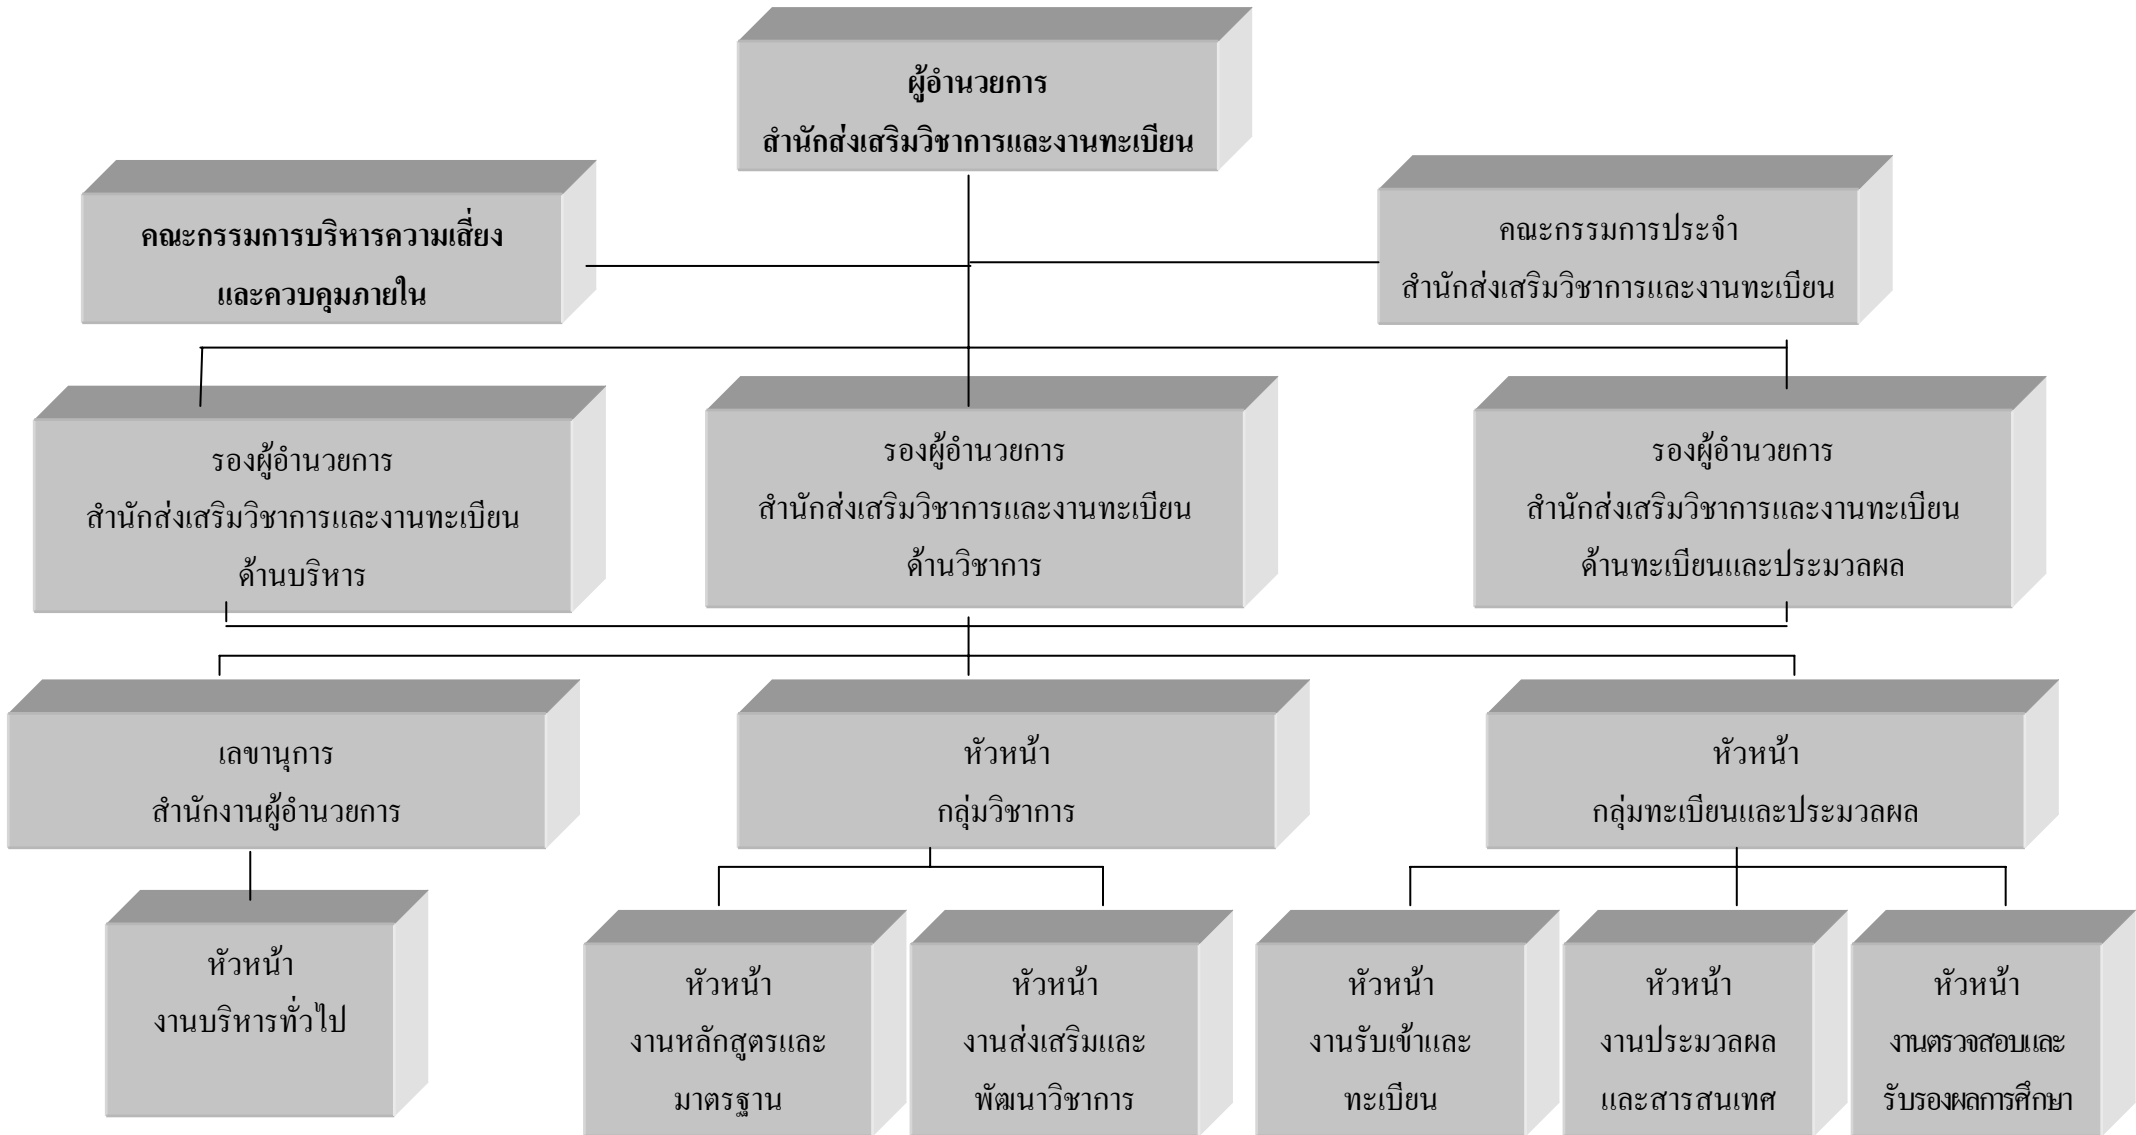 ผู้อำนวยการ
สำนักส่งเสริมวิชาการและงานทะเบียน
คณะกรรมการบริหารความเสี่ยง
และควบคุมภายใน
คณะกรรมการประจำ
สำนักส่งเสริมวิชาการและงานทะเบียน
รองผู้อำนวยการ
สำนักส่งเสริมวิชาการและงานทะเบียน
ด้านบริหาร
รองผู้อำนวยการ
สำนักส่งเสริมวิชาการและงานทะเบียน
ด้านวิชาการ
รองผู้อำนวยการ
สำนักส่งเสริมวิชาการและงานทะเบียน
ด้านทะเบียนและประมวลผล
เลขานุการ
สำนักงานผู้อำนวยการ
หัวหน้า
กลุ่มวิชาการ
หัวหน้า
กลุ่มทะเบียนและประมวลผล
หัวหน้า
งานบริหารทั่วไป
หัวหน้า
งานหลักสูตรและ
มาตรฐาน
หัวหน้า
งานส่งเสริมและ
พัฒนาวิชาการ
หัวหน้า
งานรับเข้าและ
ทะเบียน
หัวหน้า
งานประมวลผล
และสารสนเทศ
หัวหน้า
งานตรวจสอบและ
รับรองผลการศึกษา